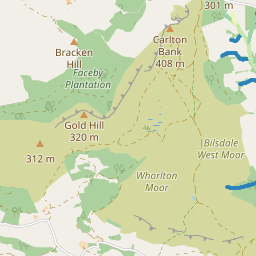 301 m
Carlton
Bank
408 m
Bracken
Hill
Faceby
Plantation
Gold Hill
320 m
312 m
Bilsdale
West Moor
Whorlton
Moor